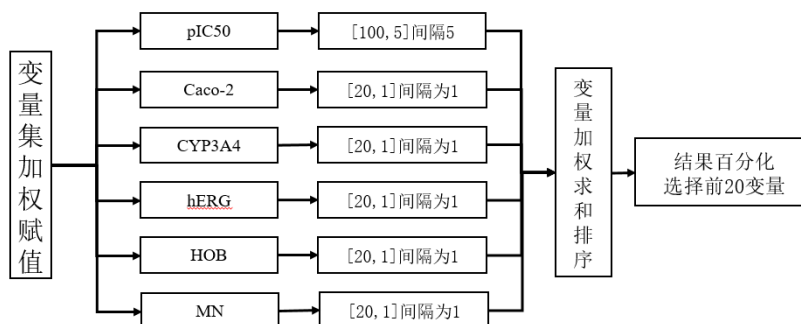 变量集加权赋值
pIC50
[100,5]间隔5
Caco-2
[20,1]间隔为1
CYP3A4
[20,1]间隔为1
hERG
[20,1]间隔为1
HOB
[20,1]间隔为1
MN
[20,1]间隔为1
变量加权求和排序
结果百分化
选择前20变量